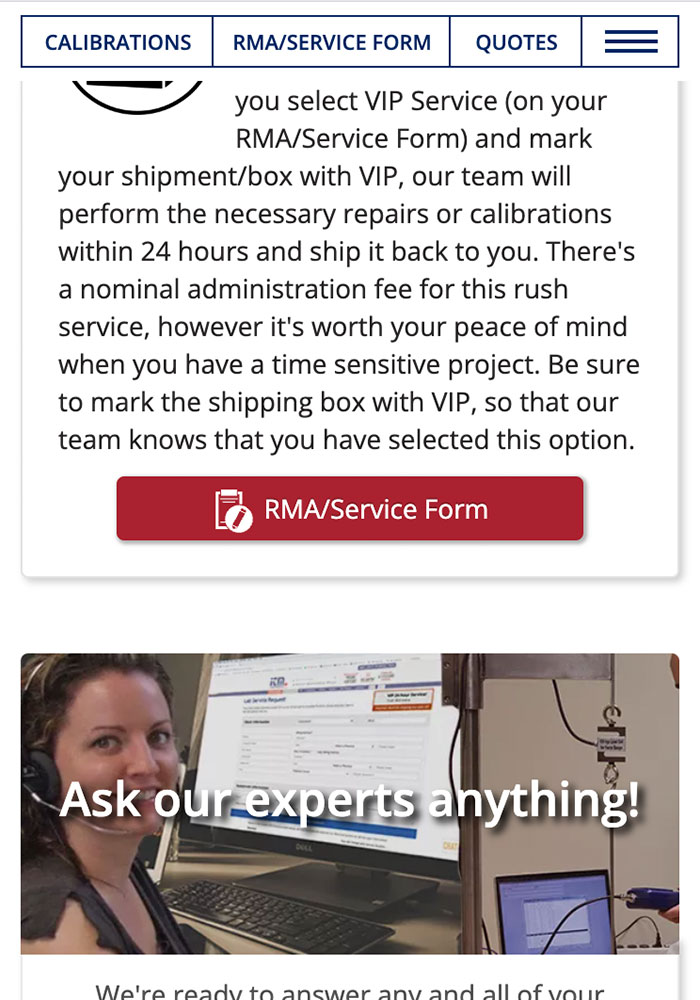 CALIBRATIONS
RMA/SERVICE FORM
QUOTES
you select VIP Service (on your
RMA/Service Form) and mark
your shipment/box with VIP, our team will
perform the necessary repairs or calibrations
within 24 hours and ship it back to you. There's
a nominal administration fee for this rush
service, however it's worth your peace of mind
when you have a time sensitive project. Be sure
to mark the shipping box with VIP, so that our
team knows that you have selected this option.
RMA/Service Form
Lab Service Request
Ask our experts anything!
DELL
We're ready to answer any and all of your